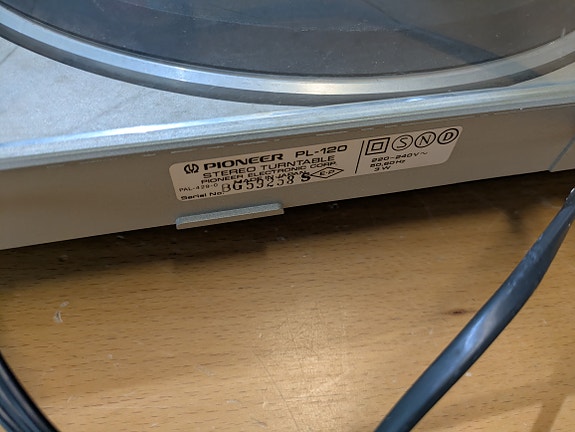 PIONEER PL-120
STEREO TURNTABLE
PIONEER ELECTRONIC CORP.
MADE IN JAPAN
PAL-429-0
Serial No. BG59238 S
E-P
S N D
220-240V~
50,60Hz
3W